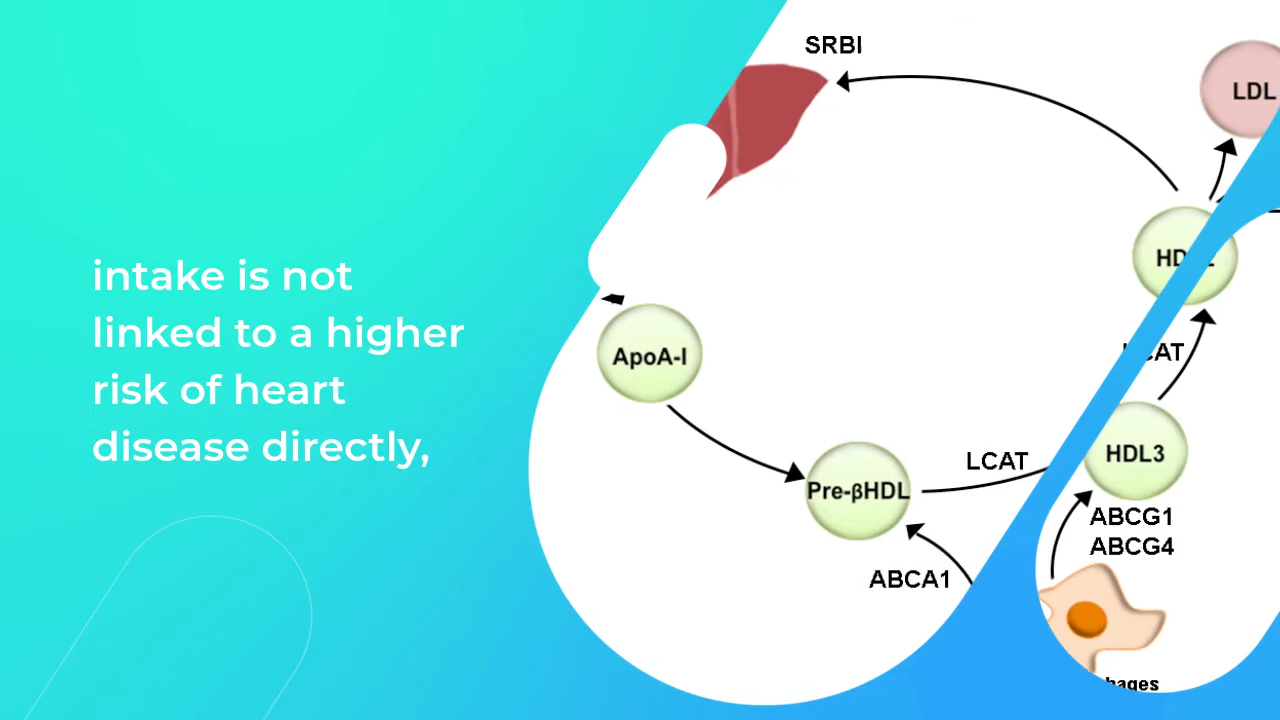 intake is not
linked to a higher
risk of heart
disease directly,
SRBI
LDL
ApoA-I
HDL3
Pre-βHDL
LCAT
ABCG1
ABCG4
ABCA1